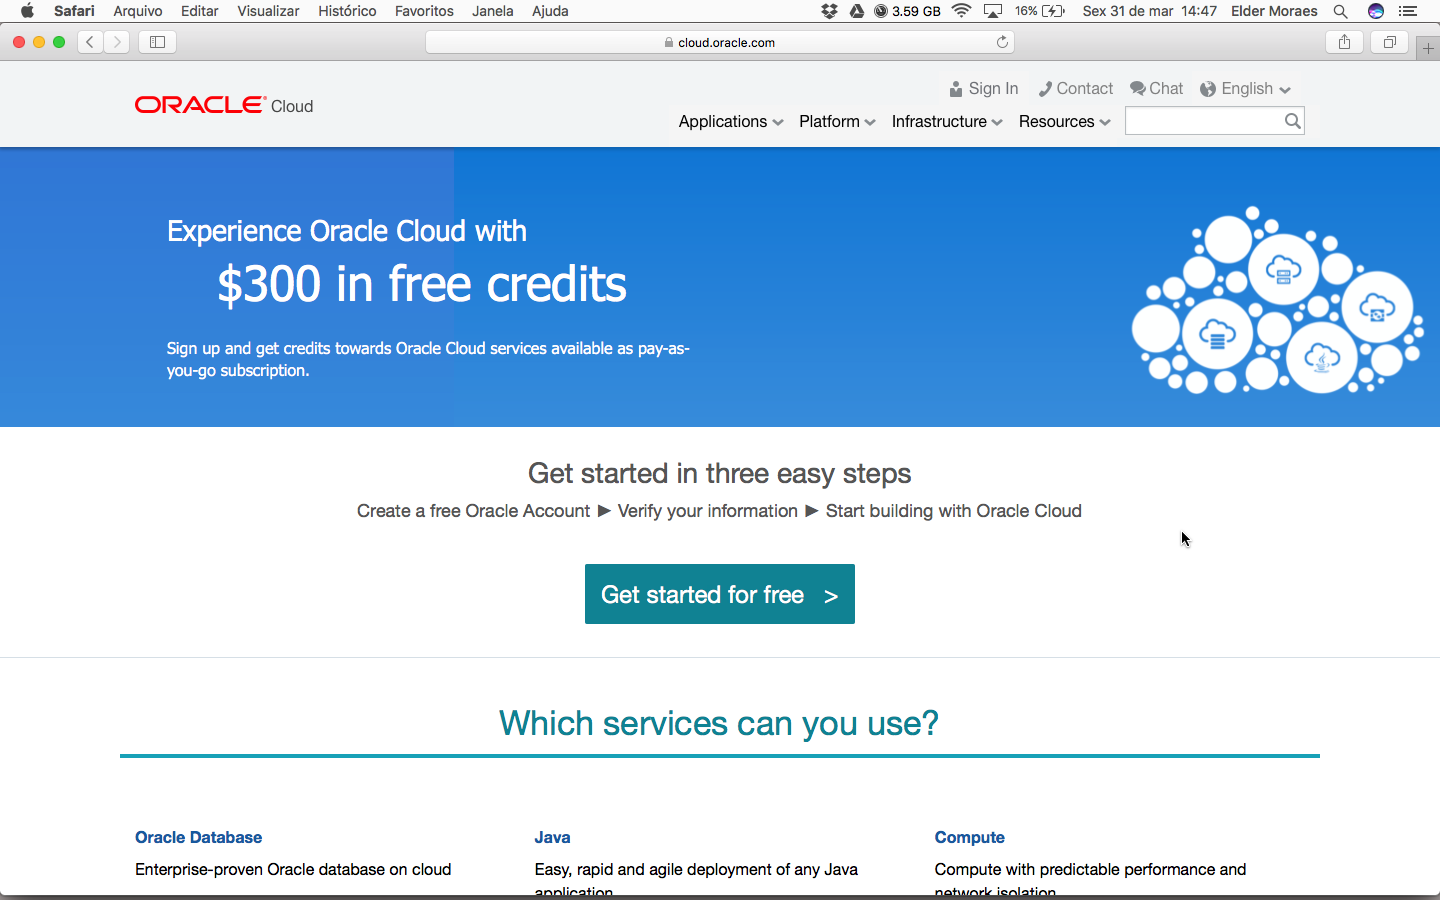 Safari Arquivo Editar Visualizar Histórico Favoritos Janela Ajuda 3.59 GB 16% Sex 31 de mar 14:47 Elder Moraes
cloud.oracle.com
Sign In Contact Chat English
ORACLE Cloud
Applications Platform Infrastructure Resources
Experience Oracle Cloud with
$300 in free credits
Sign up and get credits towards Oracle Cloud services available as pay-as-
you-go subscription.
Get started in three easy steps
Create a free Oracle Account ► Verify your information ► Start building with Oracle Cloud
Get started for free >
Which services can you use?
Oracle Database Java Compute
Enterprise-proven Oracle database on cloud Easy, rapid and agile deployment of any Java Compute with predictable performance and
application network isolation